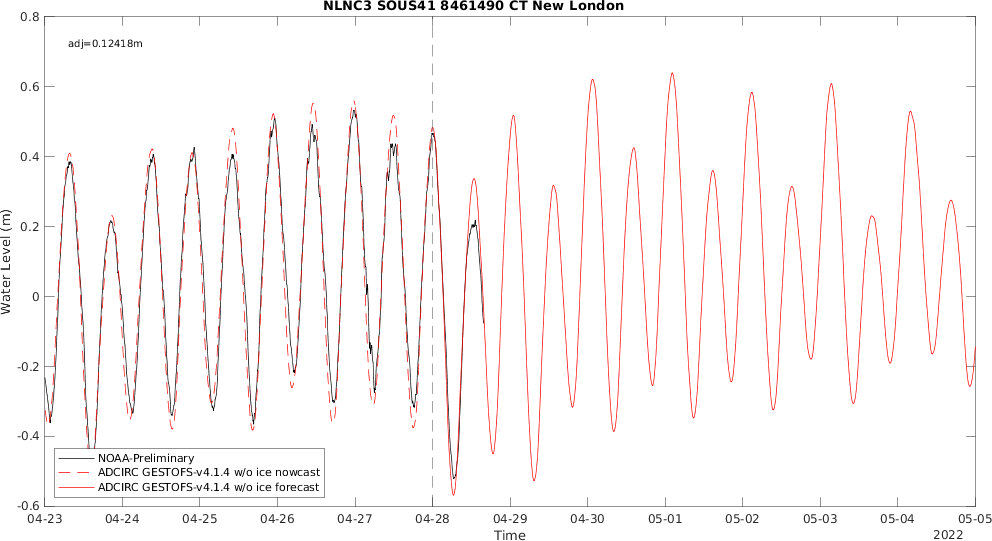 NLNC3 SOUS41 8461490 CT New London
adj=0.12418m
0.8
0.6
0.4
0.2
0
-0.2
-0.4
-0.6
Water Level (m)
NOAA-Preliminary
ADCIRC GESTOFS-v4.1.4 w/o ice nowcast
ADCIRC GESTOFS-v4.1.4 w/o ice forecast
04-23 04-24 04-25 04-26 04-27 04-28 04-29 04-30 05-01 05-02 05-03 05-04 05-05
Time
2022